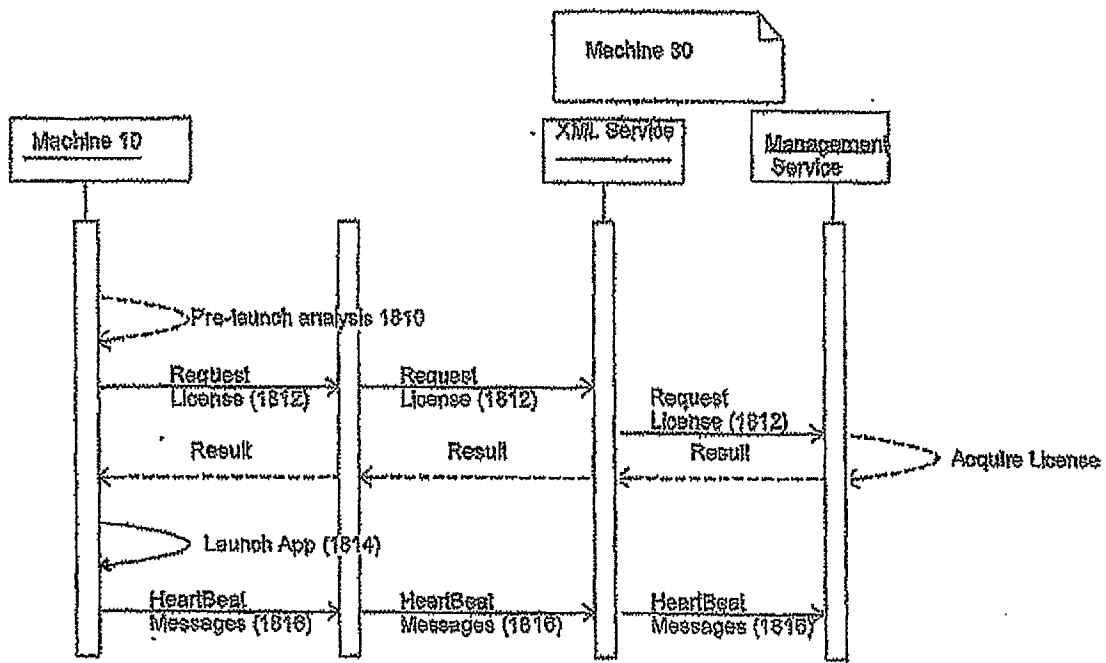 Machine 30
Machine 10
XML Service
Management
Service
Pre-launch analysis 1810
Request
License (1812)
Request
License (1812)
Request
License (1812)
Result
Result
Result
Acquire License
Launch App (1814)
HeartBeat
Messages (1816)
HeartBeat
Messages (1816)
HeartBeat
Messages (1816)